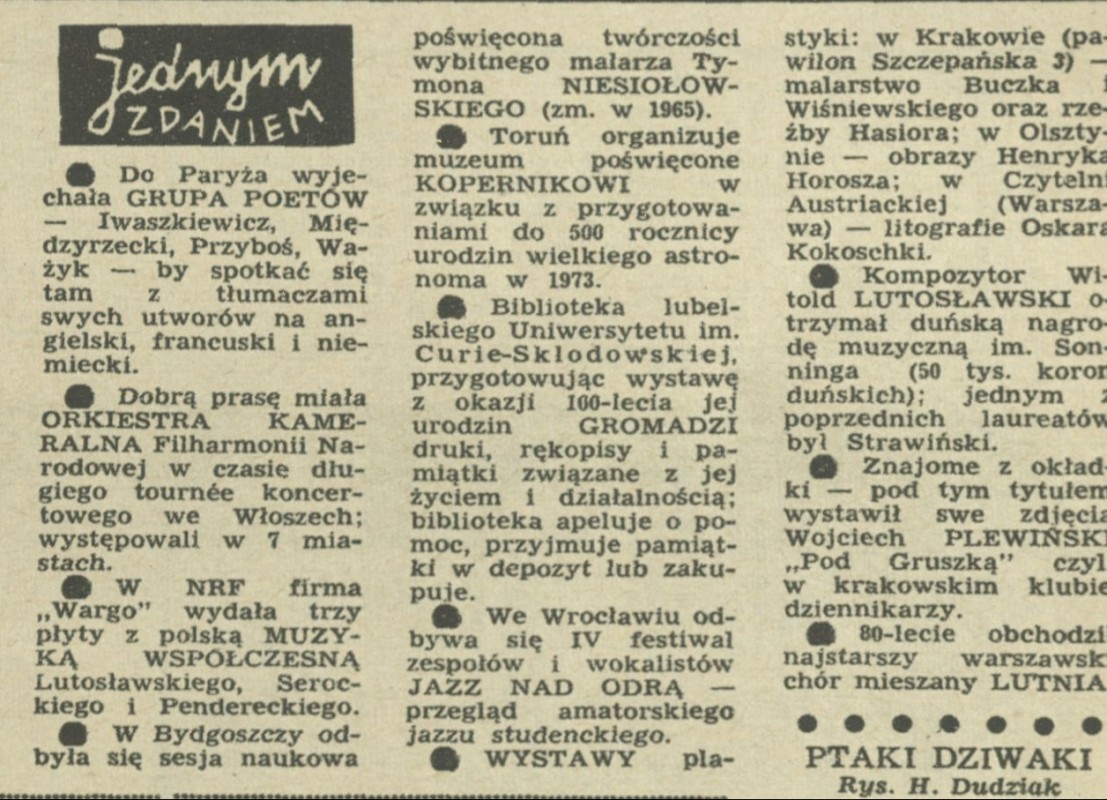 jednym
ZDANIEM
● Do Paryża wyje-
chała GRUPA POETÓW
— Iwaszkiewicz, Mię-
dzyrzecki, Przyboś, Wa-
żyk — by spotkać się
tam z tłumaczami
swych utworów na an-
gielski, francuski i nie-
miecki.
● Dobrą prasę miała
ORKIESTRA KAME-
RALNA Filharmonii Na-
rodowej w czasie dłu-
giego tournée koncer-
towego we Włoszech;
występowali w 7 mia-
stach.
● W NRF firma
„Wargo” wydała trzy
płyty z polską MUZY-
KĄ WSPÓŁCZESNĄ
Lutosławskiego, Seroc-
kiego i Pendereckiego.
● W Bydgoszczy od-
była się sesja naukowa
poświęcona twórczości
wybitnego malarza Ty-
mona NIESIOŁOW-
SKIEGO (zm. w 1965).
● Toruń organizuje
muzeum poświęcone
KOPERNIKOWI w
związku z przygotowa-
niami do 500 rocznicy
urodzin wielkiego astro-
noma w 1973.
● Biblioteka lubel-
skiego Uniwersytetu im.
Curie-Skłodowskiej,
przygotowując wystawę
z okazji 100-lecia jej
urodzin GROMADZI
druki, rękopisy i pa-
miątki związane z jej
życiem i działalnością;
biblioteka apeluje o po-
moc, przyjmuje pamiąt-
ki w depozyt lub zaku-
puje.
● We Wrocławiu od-
bywa się IV festiwal
zespołów i wokalistów
JAZZ NAD ODRĄ —
przegląd amatorskiego
jazzu studenckiego.
● WYSTAWY pla-
styki: w Krakowie (pa-
wilon Szczepańska 3) —
malarstwo Buczka i
Wiśniewskiego oraz rze-
źby Hasiora; w Olszty-
nie — obrazy Henryka
Horosza; w Czytelni
Austriackiej (Warsza-
wa) — litografie Oskara
Kokoschki.
● Kompozytor Wi-
told LUTOSŁAWSKI o-
trzymał duńską nagro-
dę muzyczną im. Son-
ninga (50 tys. koron
duńskich); jednym z
poprzednich laureatów
był Strawiński.
● Znajome z okład-
ki — pod tym tytułem
wystawił swe zdjęcia
Wojciech PLEWIŃSKI
„Pod Gruszką” czyli
w krakowskim klubie
dziennikarzy.
● 80-lecie obchodzi
najstarszy warszawski
chór mieszany LUTNIA.
PTAKI DZIWAKI
Rys. H. Dudziak